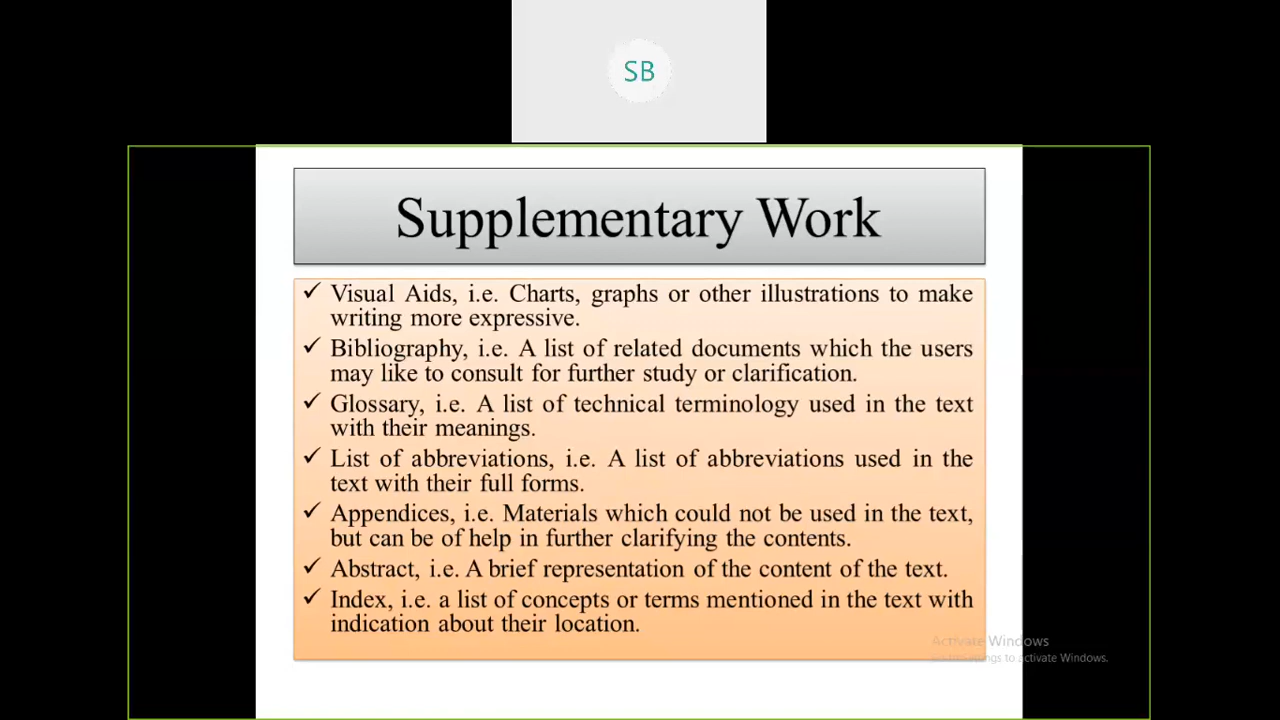 SB
Supplementary Work
✓ Visual Aids, i.e. Charts, graphs or other illustrations to make
writing more expressive.
✓ Bibliography, i.e. A list of related documents which the users
may like to consult for further study or clarification.
✓ Glossary, i.e. A list of technical terminology used in the text
with their meanings.
✓ List of abbreviations, i.e. A list of abbreviations used in the
text with their full forms.
✓ Appendices, i.e. Materials which could not be used in the text,
but can be of help in further clarifying the contents.
✓ Abstract, i.e. A brief representation of the content of the text.
✓ Index, i.e. a list of concepts or terms mentioned in the text with
indication about their location.
Activate Windows
to activate Windows.